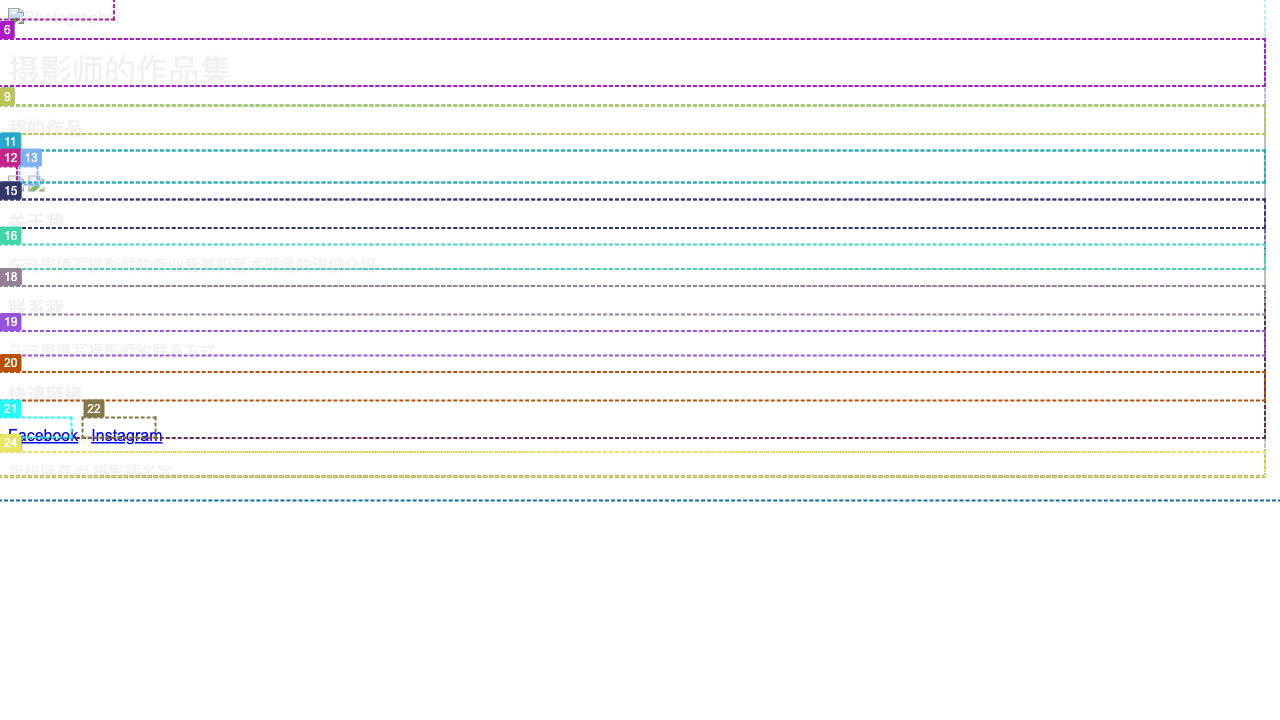 Photograph
6
摄影师的作品集
9
我的作品
11
12 13
15
关于我
16
在这里填写摄影师的专业背景和艺术理念的详细介绍
18
联系我
19
在这里填写摄影师的联系方式
20
快速链接
21 22
Facebook Instagram
24
版权所有 © 摄影师名字